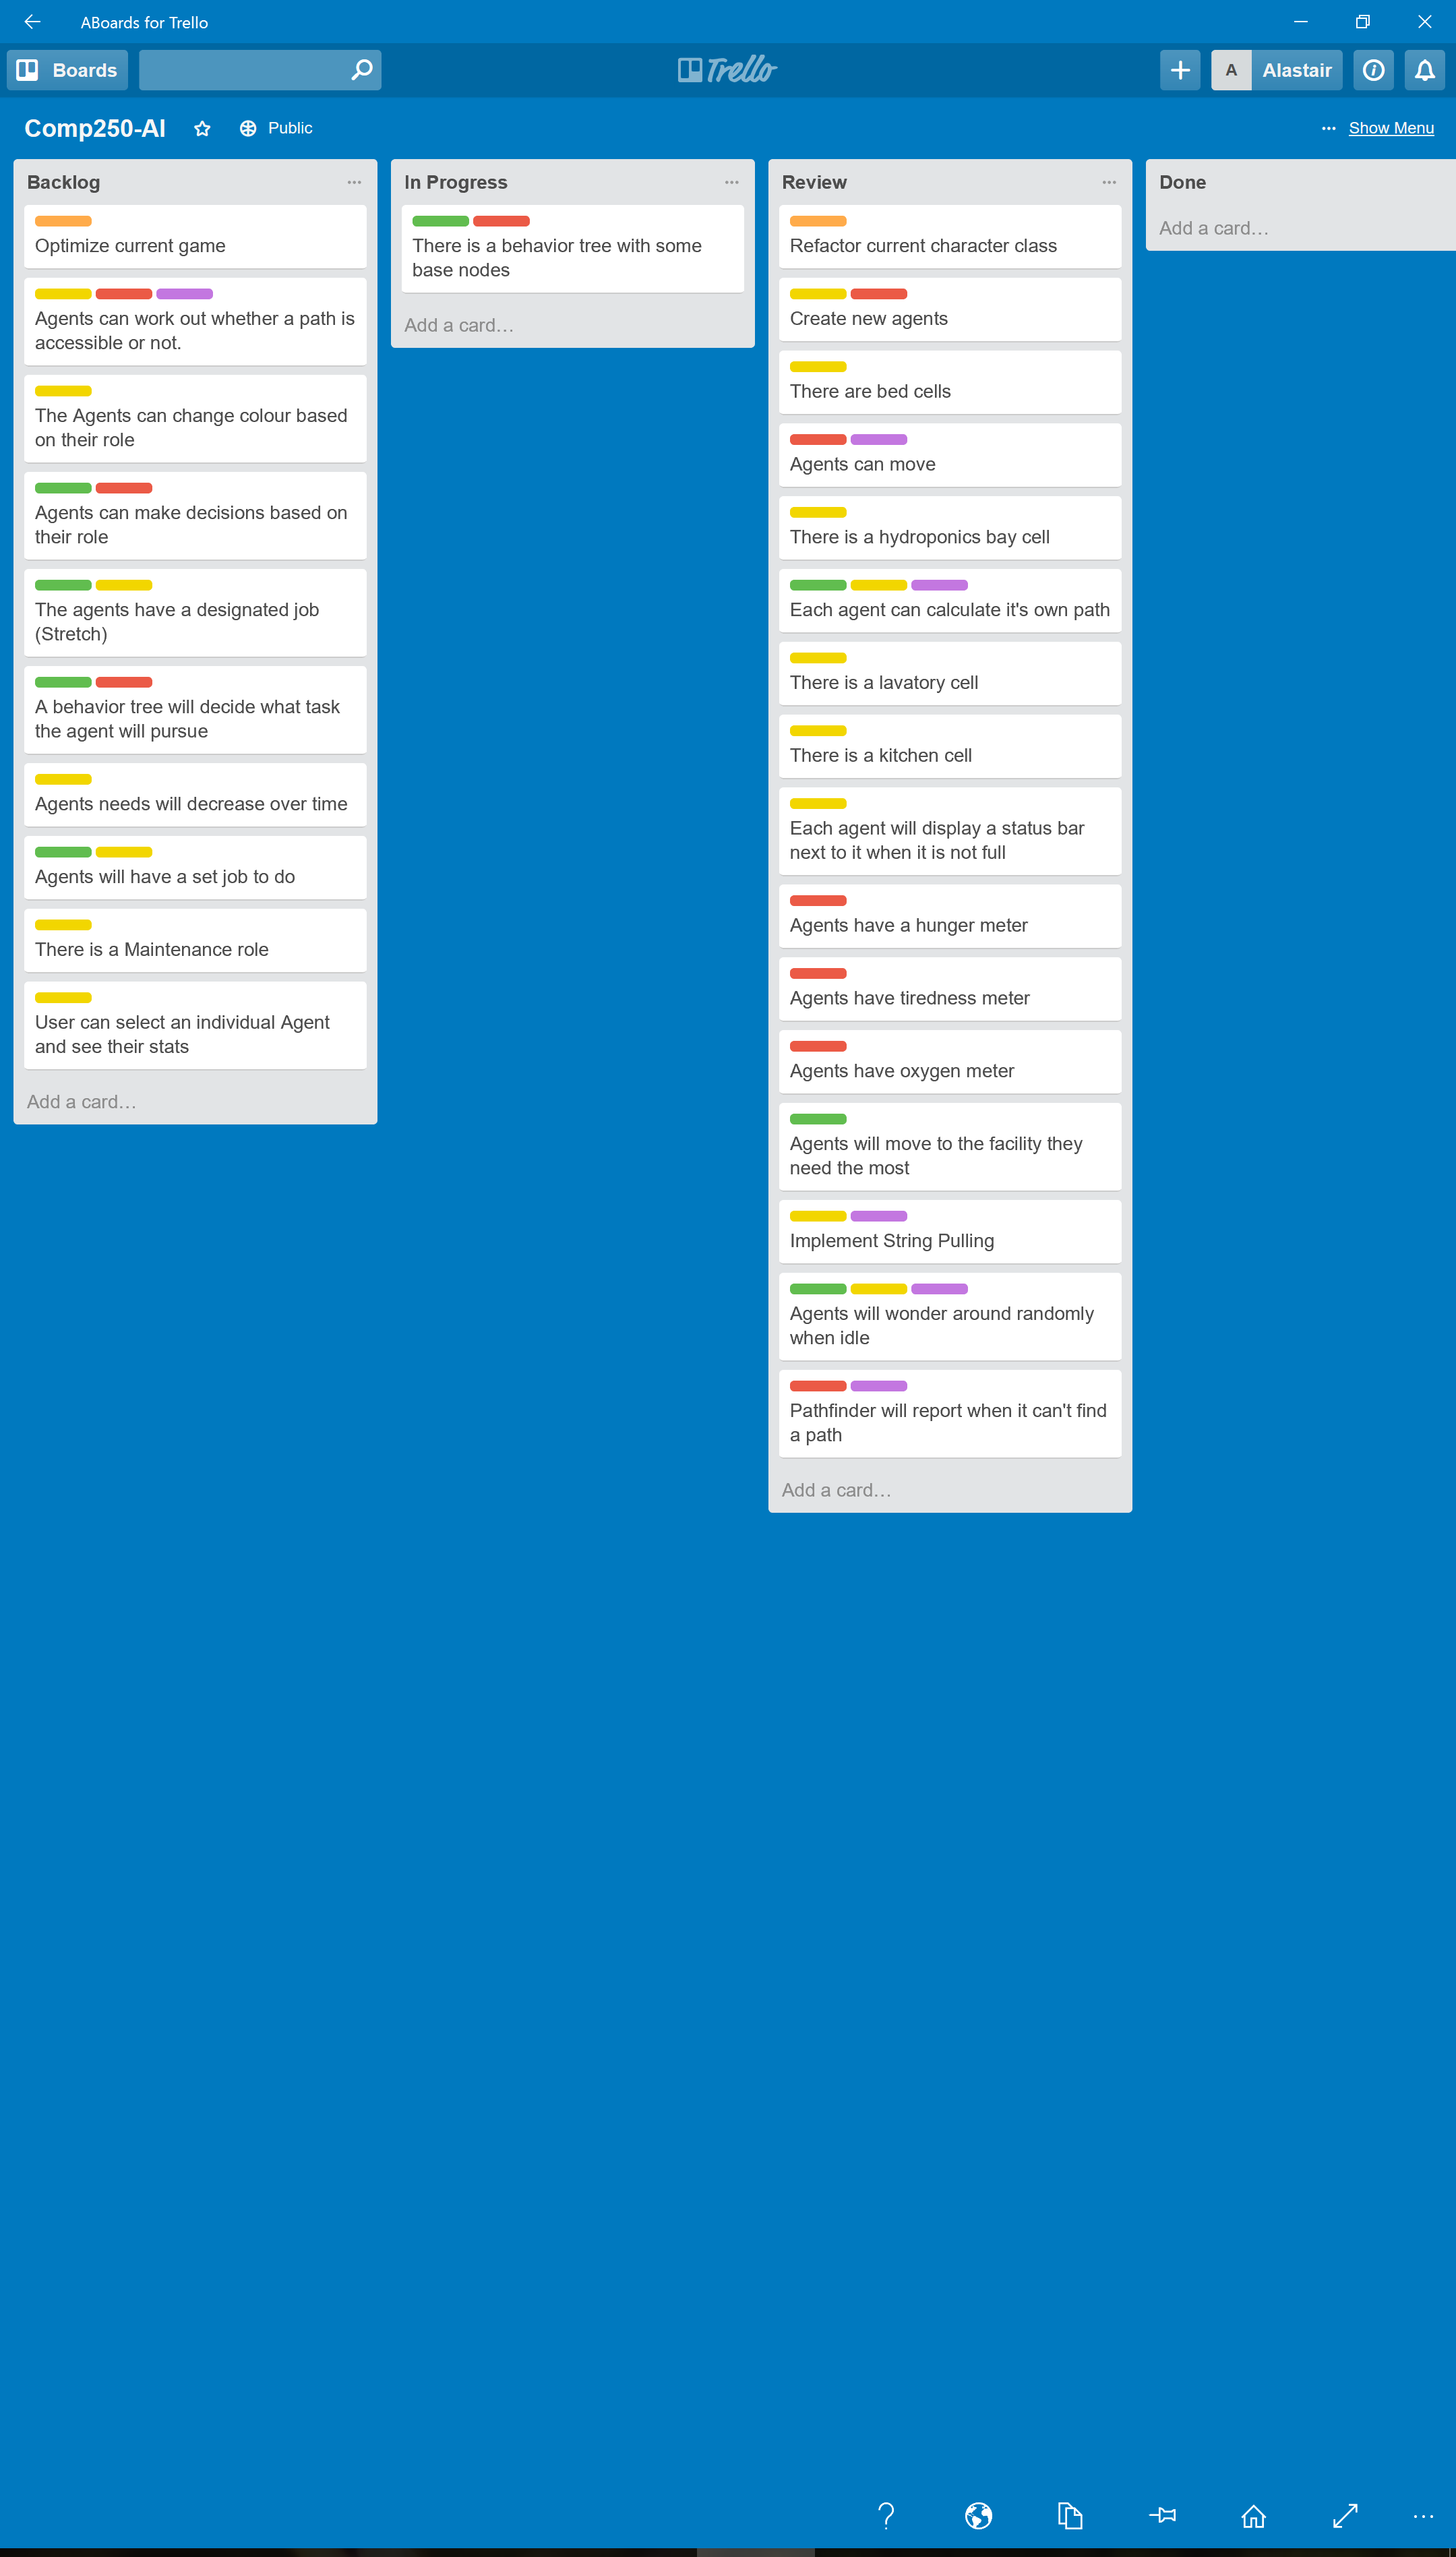 ABoards for Trello
Boards
Trello
A
Alastair
Comp250-AI
Public
... Show Menu
Backlog
Optimize current game
Agents can work out whether a path is
accessible or not.
The Agents can change colour based
on their role
Agents can make decisions based on
their role
The agents have a designated job
(Stretch)
A behavior tree will decide what task
the agent will pursue
Agents needs will decrease over time
Agents will have a set job to do
There is a Maintenance role
User can select an individual Agent
and see their stats
Add a card…
In Progress
There is a behavior tree with some
base nodes
Add a card…
Review
Refactor current character class
Create new agents
There are bed cells
Agents can move
There is a hydroponics bay cell
Each agent can calculate it's own path
There is a lavatory cell
There is a kitchen cell
Each agent will display a status bar
next to it when it is not full
Agents have a hunger meter
Agents have tiredness meter
Agents have oxygen meter
Agents will move to the facility they
need the most
Implement String Pulling
Agents will wonder around randomly
when idle
Pathfinder will report when it can't find
a path
Add a card…
Done
Add a card…